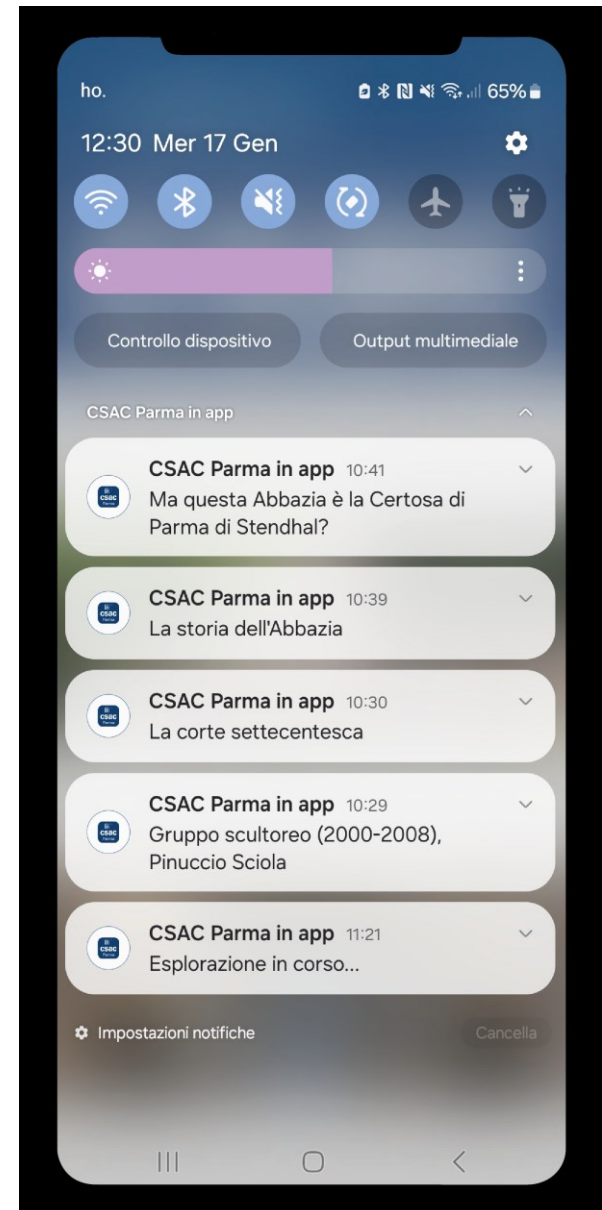 ho. 65%
12:30 Mer 17 Gen
Controllo dispositivo Output multimediale
CSAC Parma in app
CSAC Parma in app 10:41
Ma questa Abbazia è la Certosa di
Parma di Stendhal?
CSAC Parma in app 10:39
La storia dell'Abbazia
CSAC Parma in app 10:30
La corte settecentesca
CSAC Parma in app 10:29
Gruppo scultoreo (2000-2008),
Pinuccio Sciola
CSAC Parma in app 11:21
Esplorazione in corso...
Impostazioni notifiche Cancella